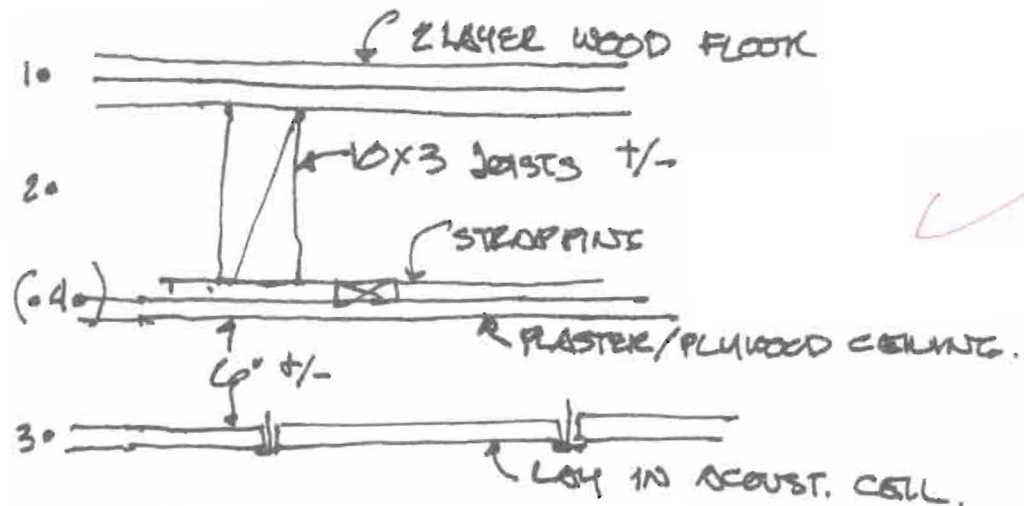 2 LAYER WOOD FLOOR
1•
10x3 JOISTS +/-
2•
STRAPPING
(•4•)
PLASTER/PLYWOOD CEILING.
6" +/-
3•
LAY IN ACOUST. CEIL.